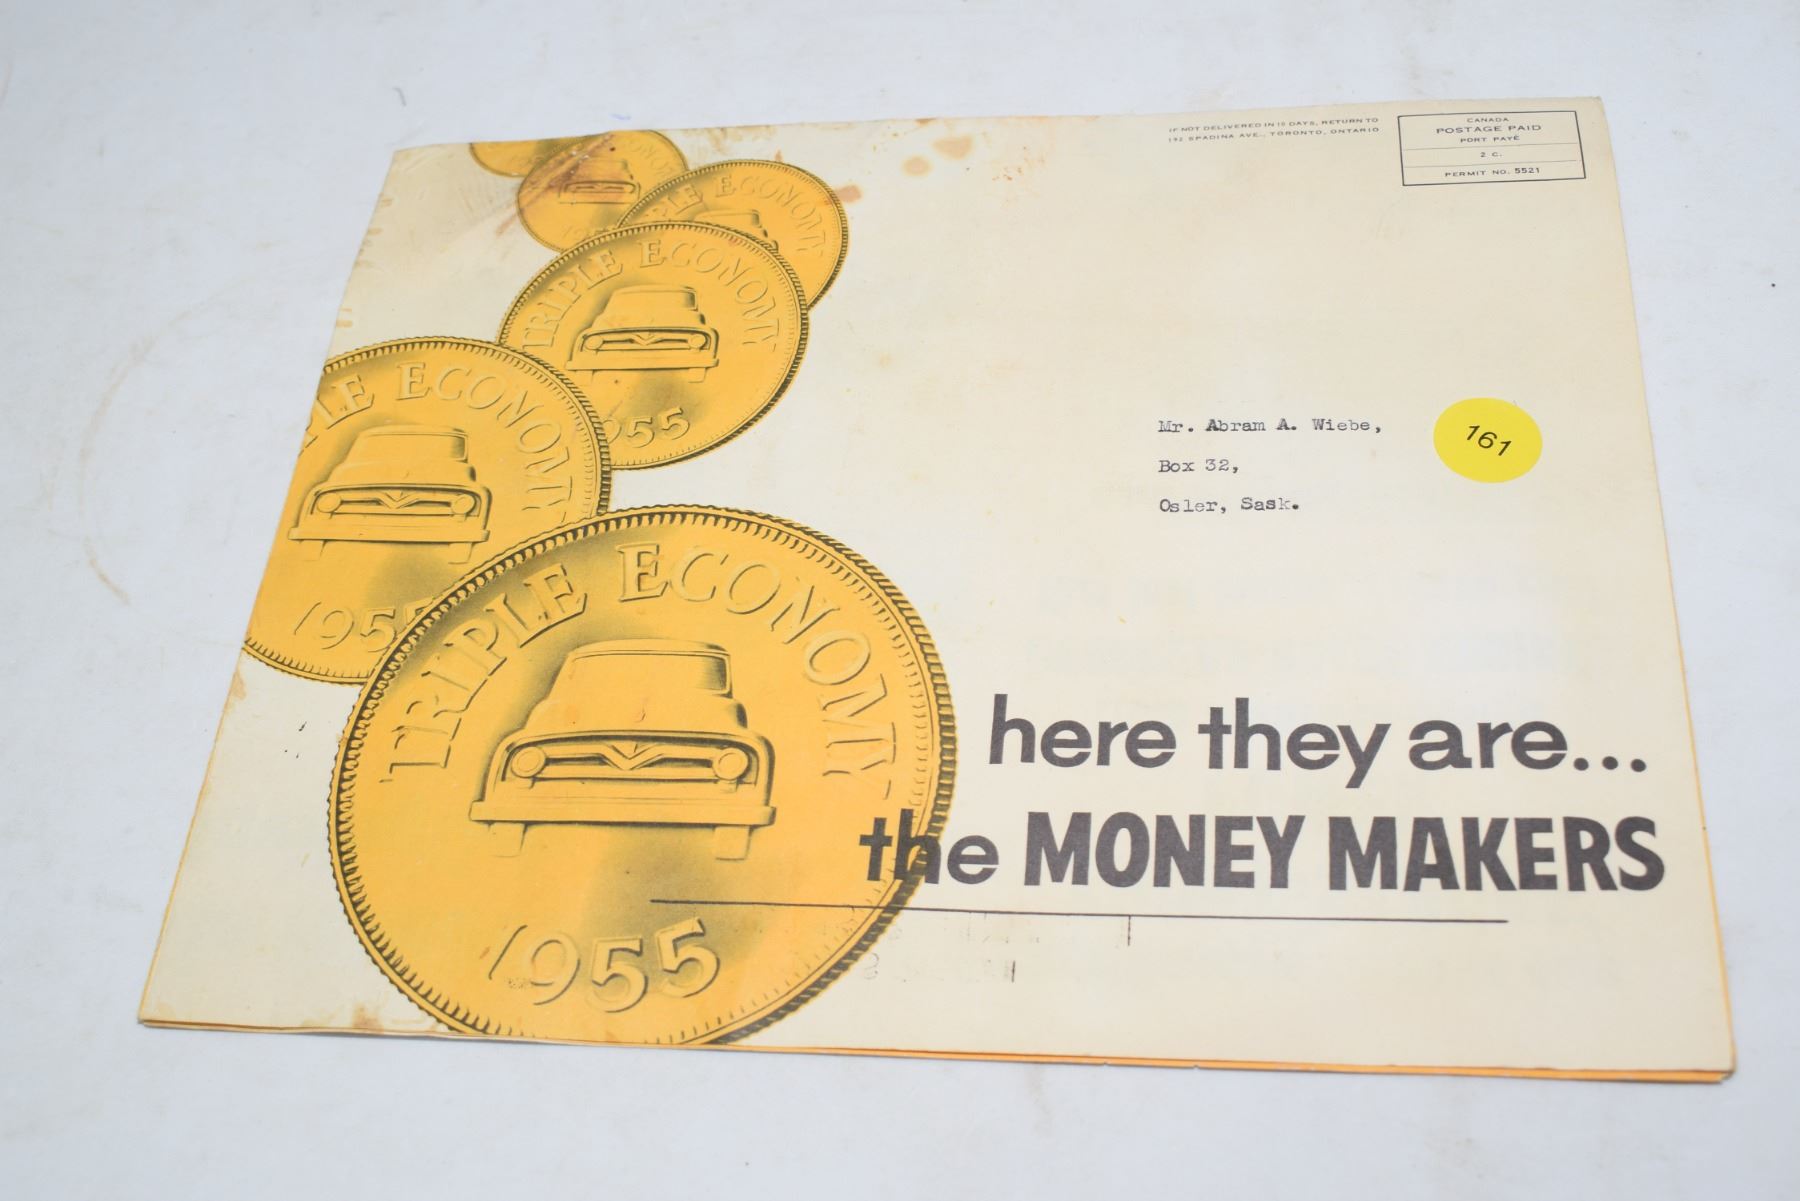 IF NOT DELIVERED IN 10 DAYS, RETURN TO
192 SPADINA AVE., TORONTO, ONTARIO
CANADA
POSTAGE PAID
PORT PAYÉ
2 C.
PERMIT NO. 5521
ECONOMY
TRIPLE ECONOMY
1955
TRIPLE ECONOMY
1955
Mr. Abram A. Wiebe,
Box 32,
Osler, Sask.
161
TRIPLE ECONOMY
1955
here they are...
the MONEY MAKERS